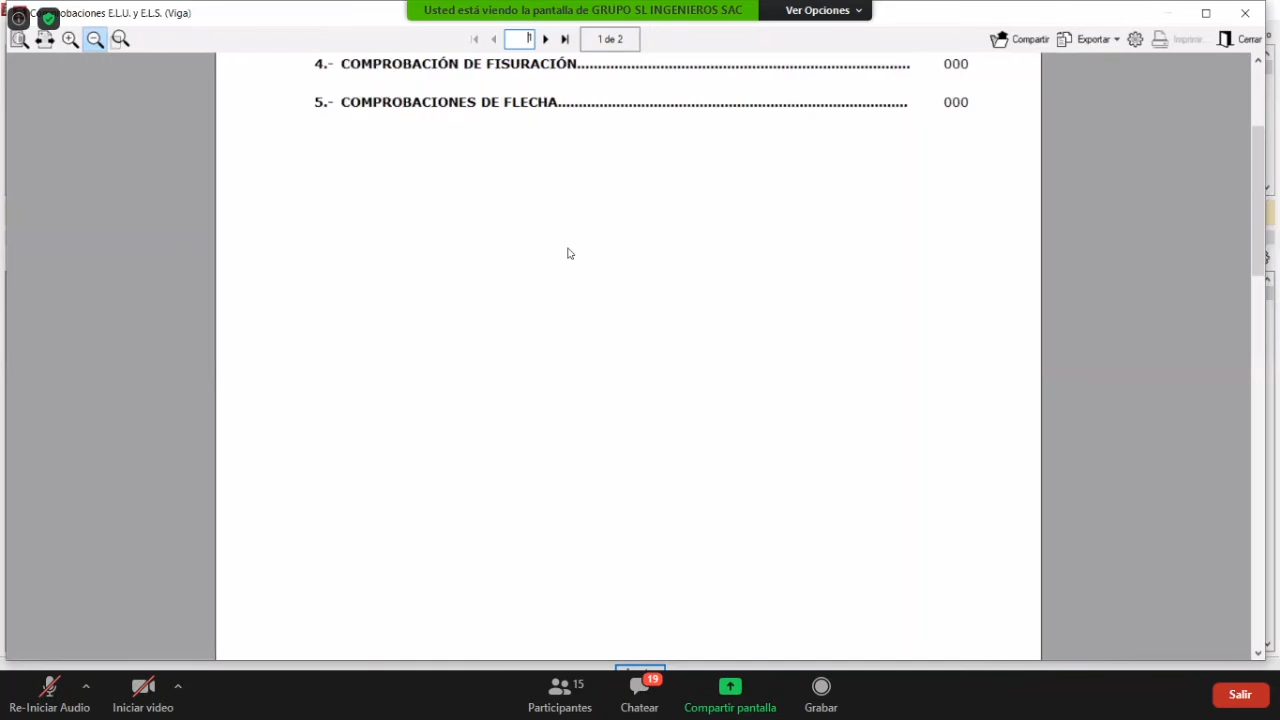 Comprobaciones E.L.U. y E.L.S. (Viga)
Usted está viendo la pantalla de GRUPO SL INGENIEROS SAC
Ver Opciones
1 de 2
Compartir
Exportar
Imprimir
Cerrar
4.- COMPROBACIÓN DE FISURACIÓN............................................................................... 000
5.- COMPROBACIONES DE FLECHA................................................................................... 000
Re-Iniciar Audio
Iniciar video
15
Participantes
19
Chatear
Compartir pantalla
Grabar
Salir